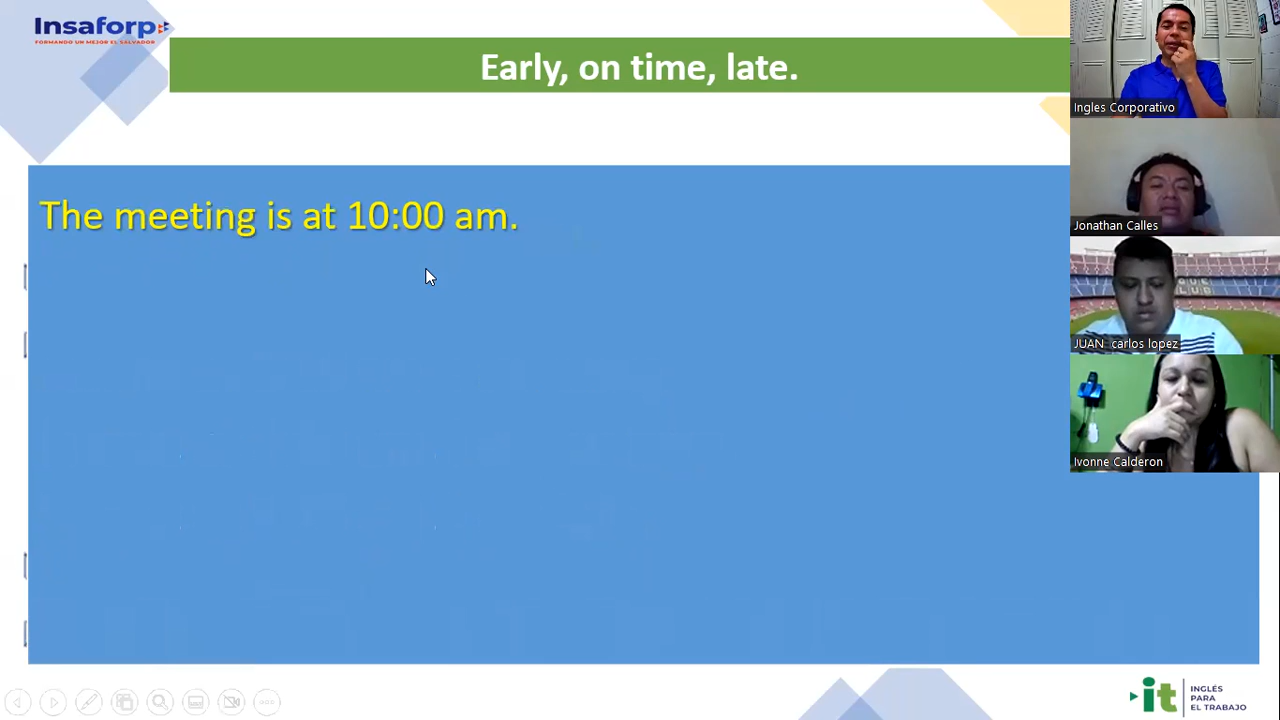 Insaforp
FORMANDO UN MEJOR EL SALVADOR
Early, on time, late.
The meeting is at 10:00 am.
Ingles Corporativo
Jonathan Calles
JUAN carlos lopez
Ivonne Calderon
it
INGLÉS
PARA
EL TRABAJO